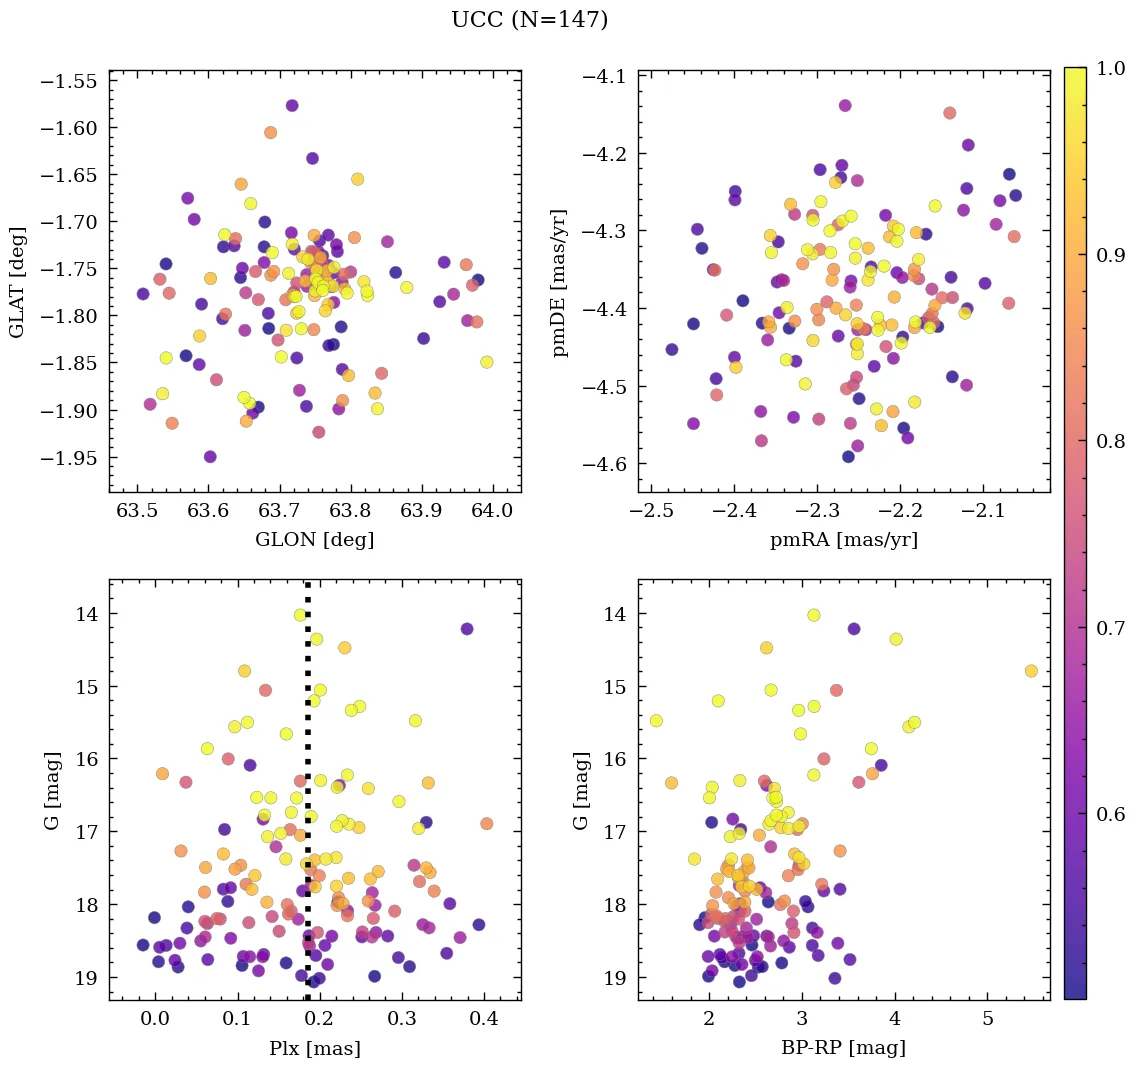 UCC (N=147)
−1.55
−1.60
−1.65
−1.70
−1.75
−1.80
−1.85
−1.90
−1.95
GLAT [deg]
63.5 63.6 63.7 63.8 63.9 64.0
GLON [deg]
−4.1
−4.2
−4.3
−4.4
−4.5
−4.6
pmDE [mas/yr]
−2.5 −2.4 −2.3 −2.2 −2.1
pmRA [mas/yr]
14
15
16
17
18
19
G [mag]
0.0 0.1 0.2 0.3 0.4
Plx [mas]
14
15
16
17
18
19
G [mag]
2 3 4 5
BP-RP [mag]
1.0
0.9
0.8
0.7
0.6